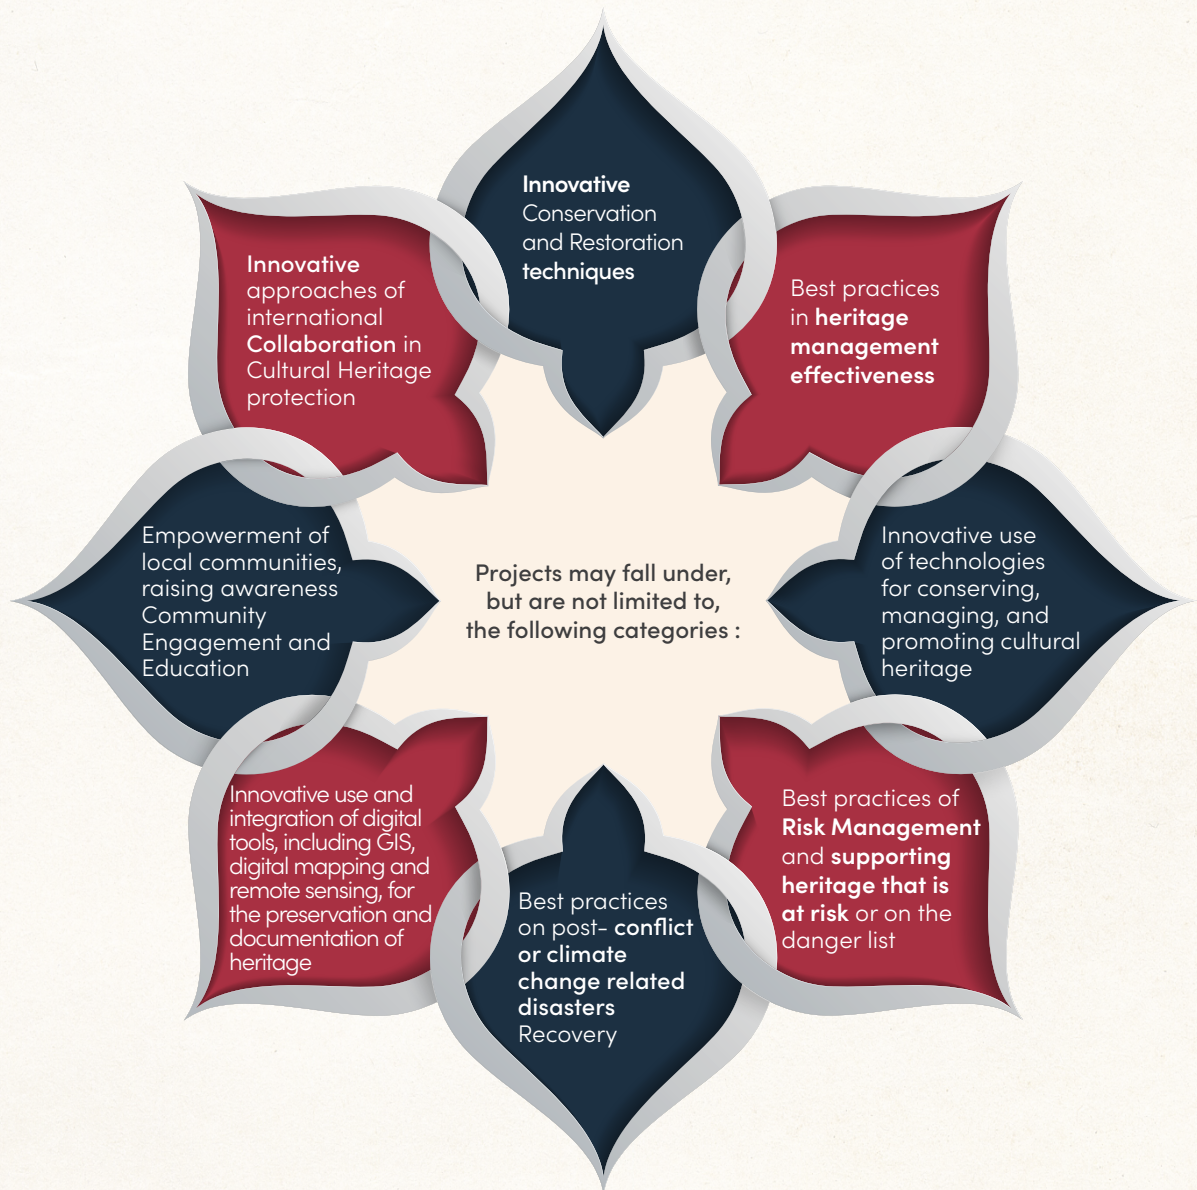 Innovative
Conservation
and Restoration
techniques
Innovative
approaches of
international
Collaboration in
Cultural Heritage
protection
Best practices
in heritage
management
effectiveness
Empowerment of
local communities,
raising awareness
Community
Engagement and
Education
Projects may fall under,
but are not limited to,
the following categories :
Innovative use
of technologies
for conserving,
managing, and
promoting cultural
heritage
Innovative use and
integration of digital
tools, including GIS,
digital mapping and
remote sensing, for
the preservation and
documentation of
heritage
Best practices
on post- conflict
or climate
change related
disasters
Recovery
Best practices of
Risk Management
and supporting
heritage that is
at risk or on the
danger list